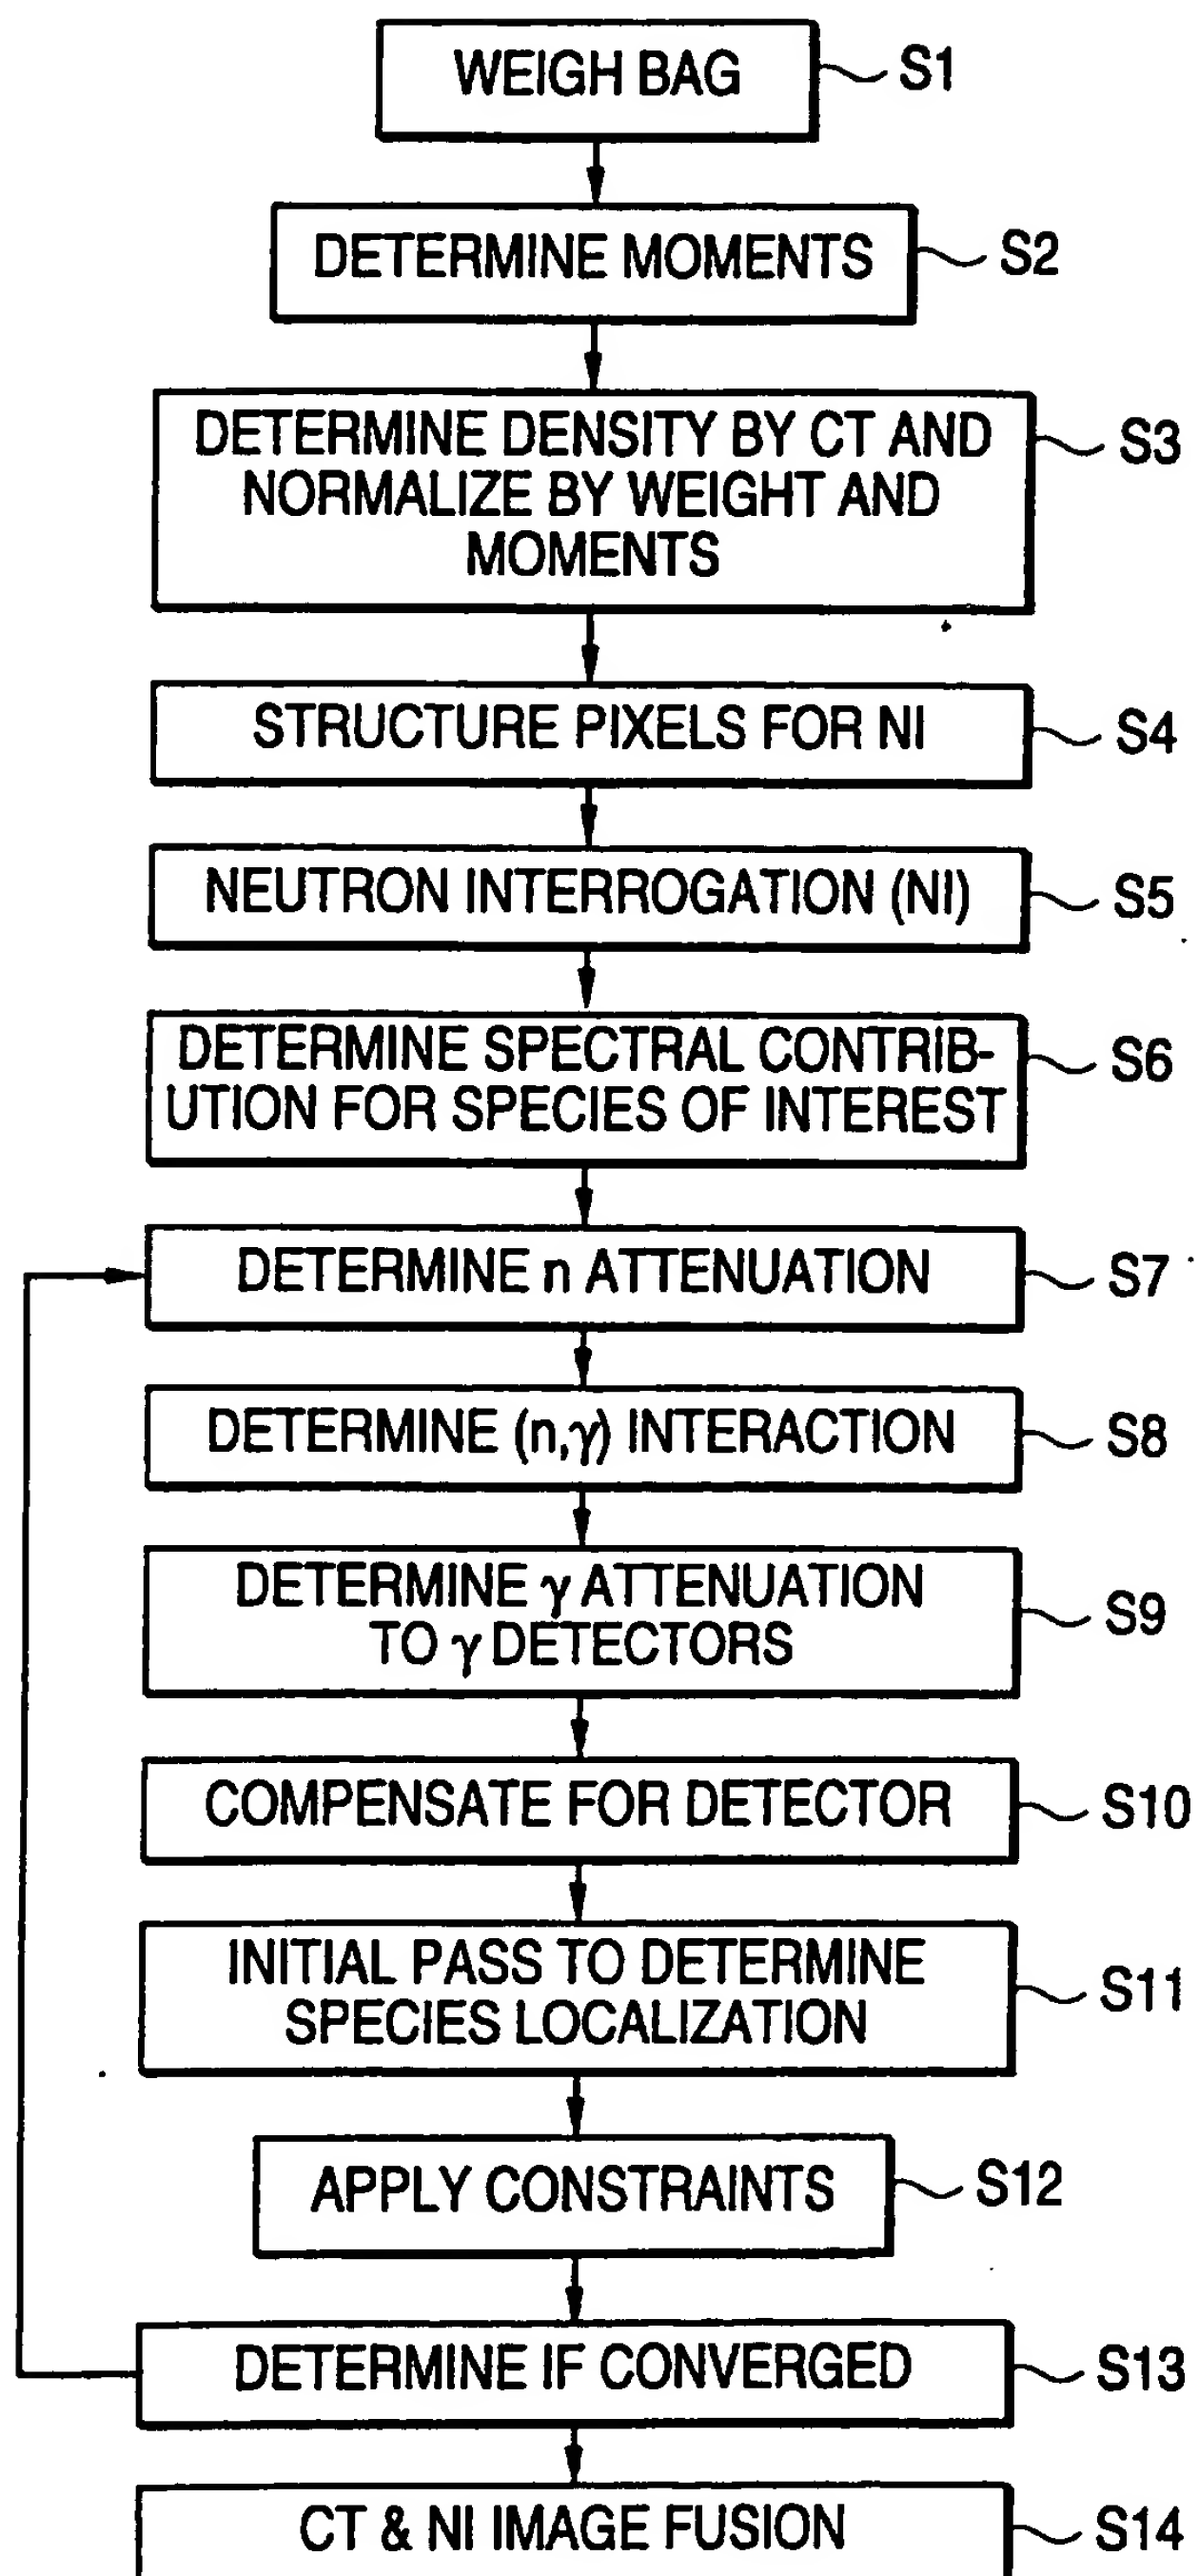 WEIGH BAG
S1
DETERMINE MOMENTS
S2
DETERMINE DENSITY BY CT AND
NORMALIZE BY WEIGHT AND
MOMENTS
S3
STRUCTURE PIXELS FOR NI
S4
NEUTRON INTERROGATION (NI)
S5
DETERMINE SPECTRAL CONTRIB-
UTION FOR SPECIES OF INTEREST
S6
DETERMINE n ATTENUATION
S7
DETERMINE (n,γ) INTERACTION
S8
DETERMINE γ ATTENUATION
TO γ DETECTORS
S9
COMPENSATE FOR DETECTOR
S10
INITIAL PASS TO DETERMINE
SPECIES LOCALIZATION
S11
APPLY CONSTRAINTS
S12
DETERMINE IF CONVERGED
S13
CT & NI IMAGE FUSION
S14